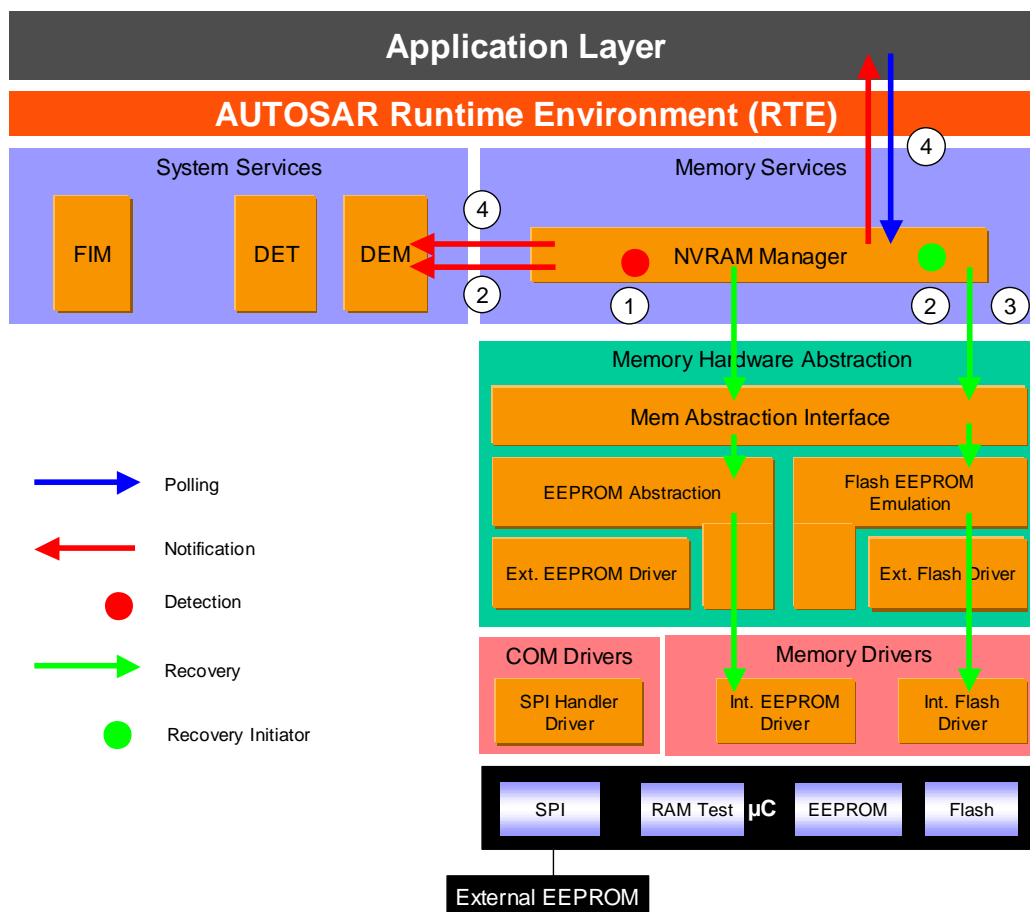 Application Layer
AUTOSAR Runtime Environment (RTE)
4
System Services
Memory Services
4
FIM
DET
DEM
NVRAM Manager
2
1
2
3
Memory Hardware Abstraction
Mem Abstraction Interface
Polling
EEPROM Abstraction
Flash EEPROM
Emulation
Notification
Ext. EEPROM Driver
Ext. Flash Driver
Detection
Recovery
COM Drivers
Memory Drivers
SPI Handler
Driver
Int. EEPROM
Driver
Int. Flash
Driver
Recovery Initiator
SPI
RAM Test
µC
EEPROM
Flash
External EEPROM